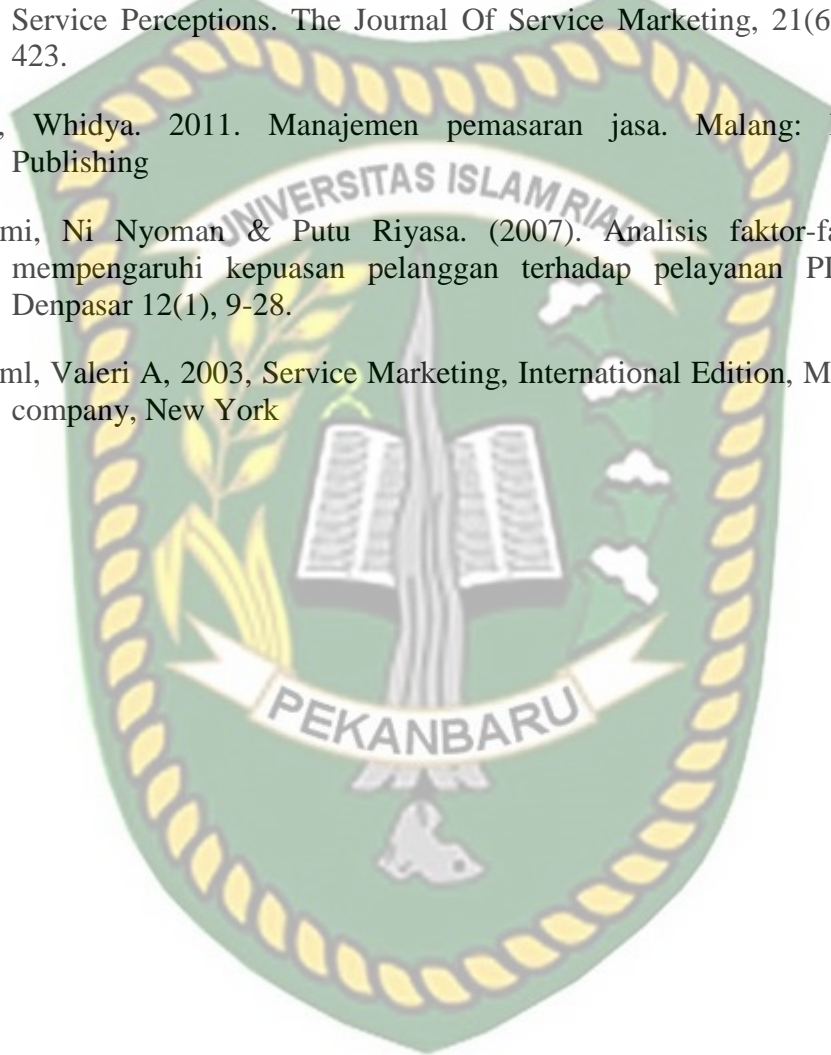 Service Perceptions. The Journal Of Service Marketing, 21(6
423.
, Whidya. 2011. Manajemen pemasaran jasa. Malang:
Publishing
UNIVERSITAS ISLAM RIAU
mi, Ni Nyoman & Putu Riyasa. (2007). Analisis faktor-fa
mempengaruhi kepuasan pelanggan terhadap pelayanan
Denpasar 12(1), 9-28.
ml, Valeri A, 2003, Service Marketing, International Edition, M
company, New York
PEKANBARU